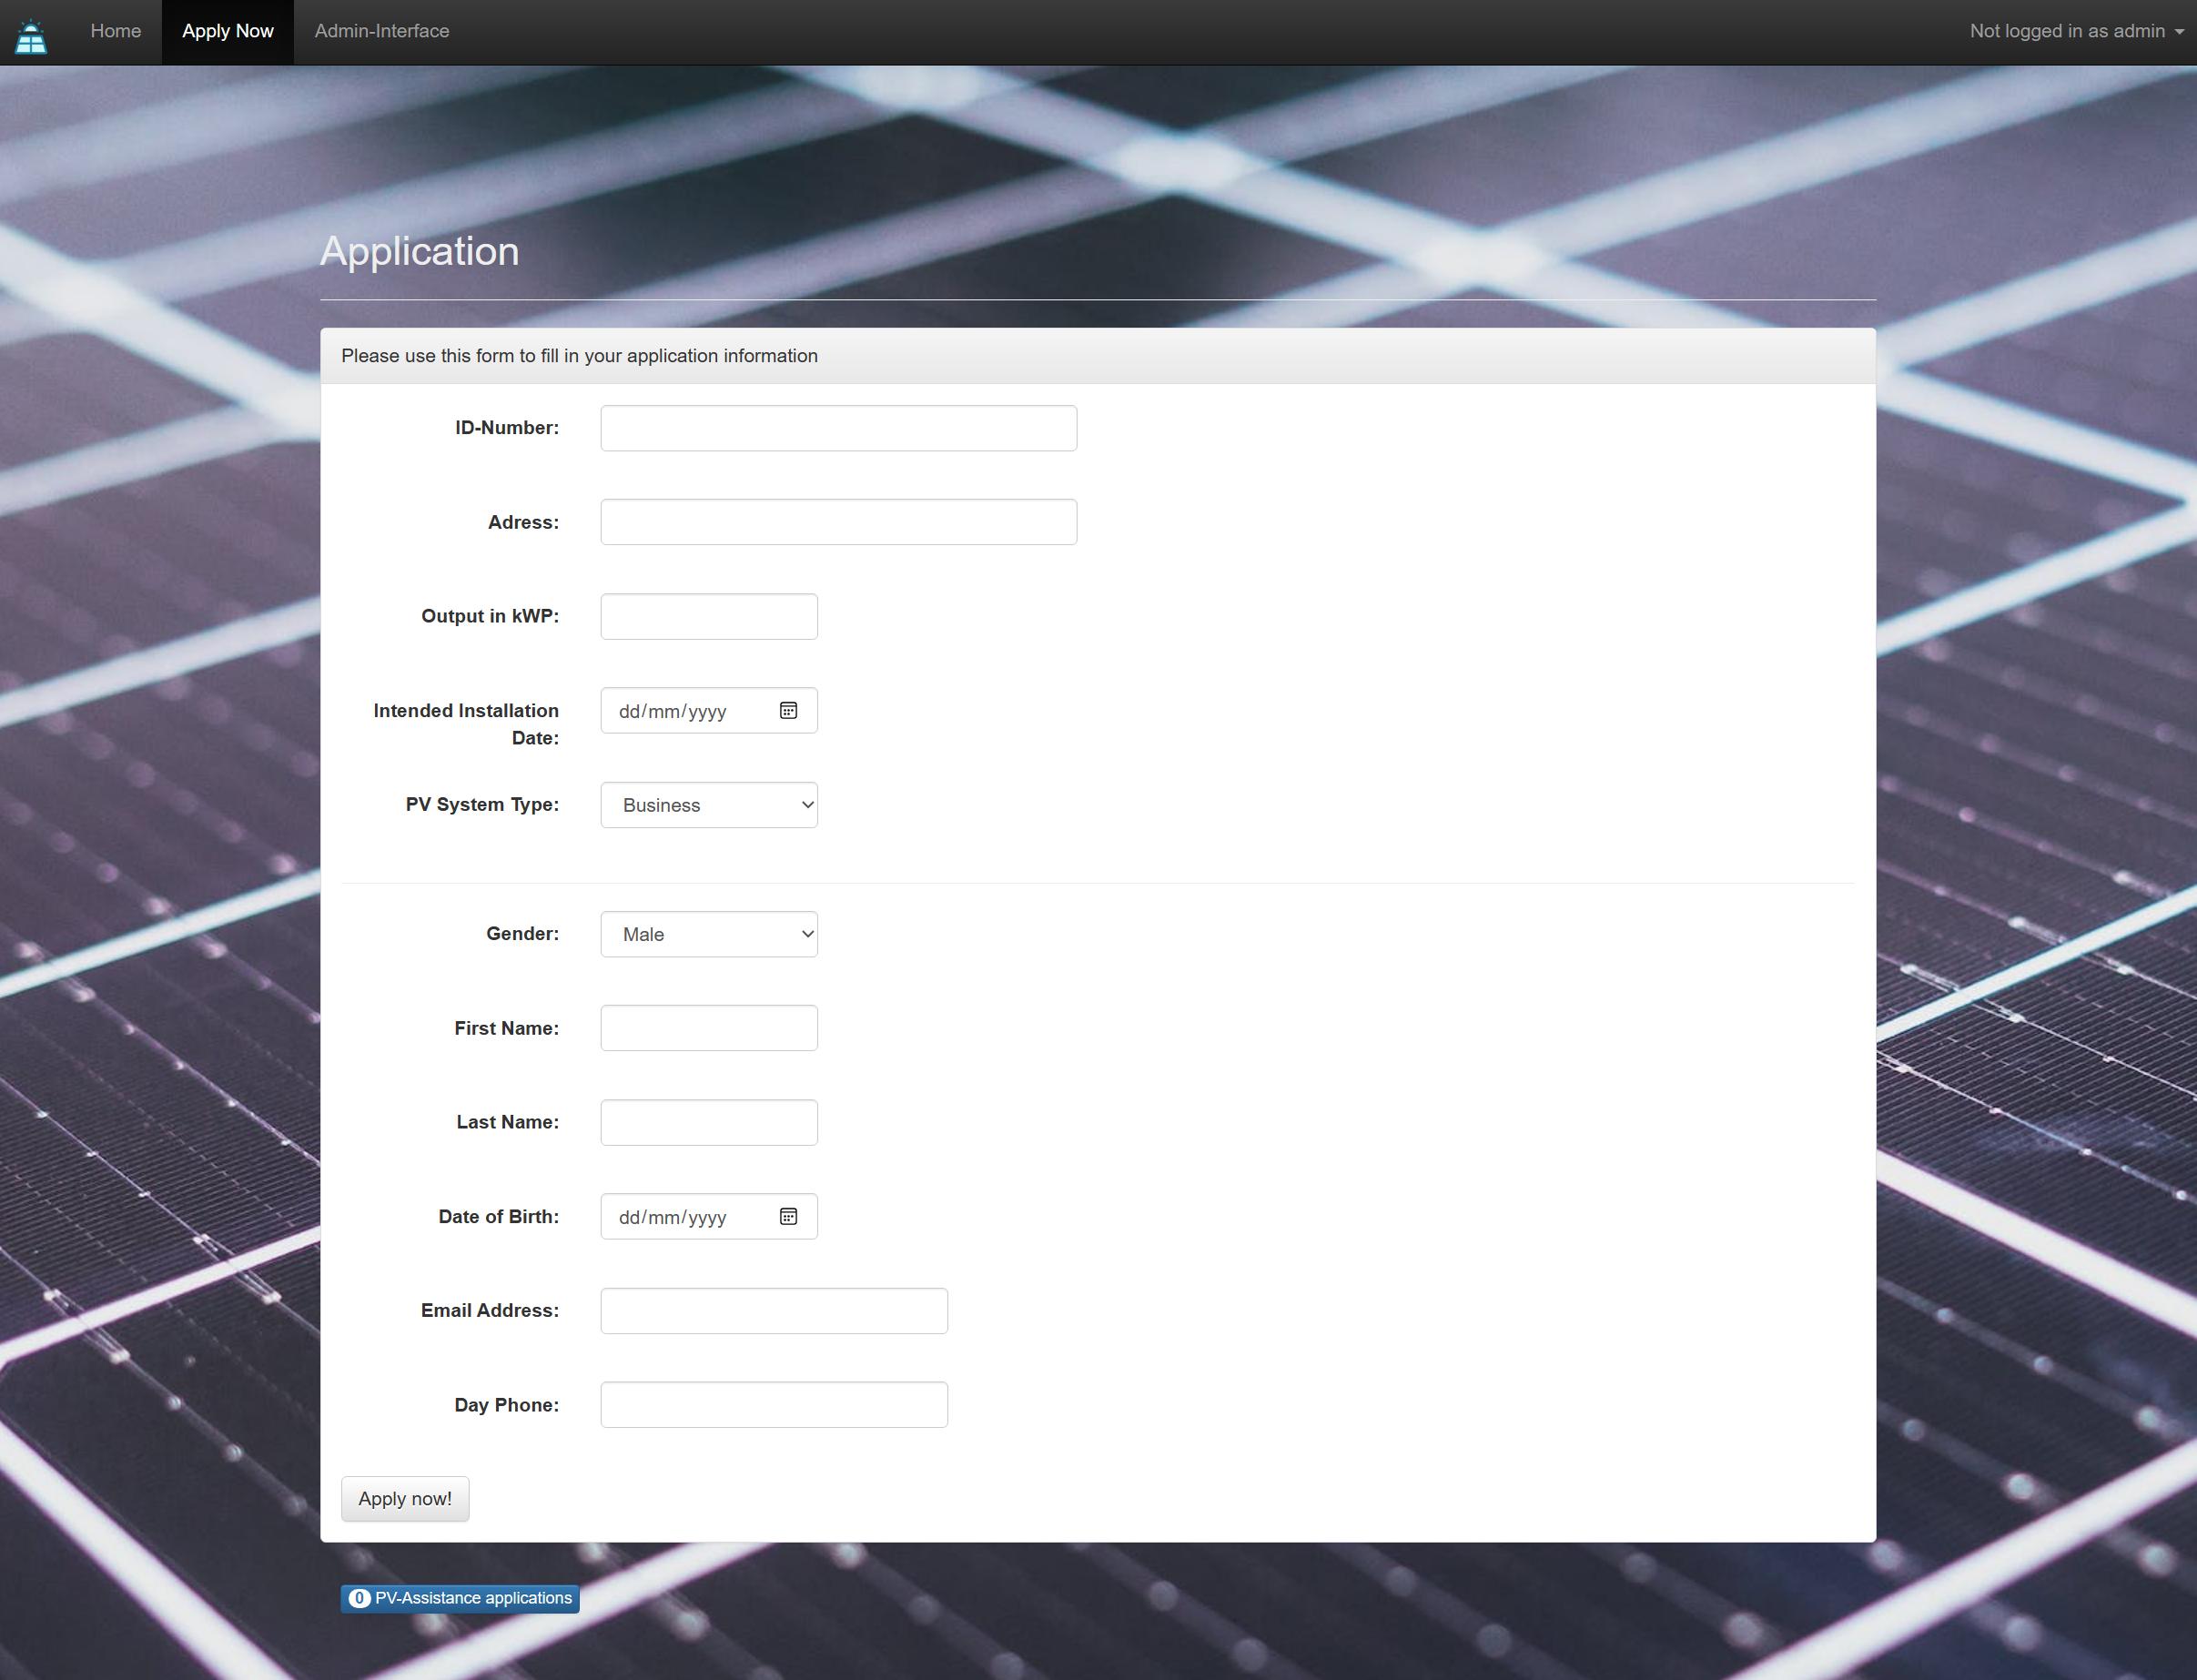 Home Apply Now Admin-Interface Not logged in as admin
Application
Please use this form to fill in your application information
ID-Number:
Adress:
Output in kWP:
Intended Installation
Date:
dd/mm/yyyy
PV System Type: Business
Gender: Male
First Name:
Last Name:
Date of Birth: dd/mm/yyyy
Email Address:
Day Phone:
Apply now!
0 PV-Assistance applications